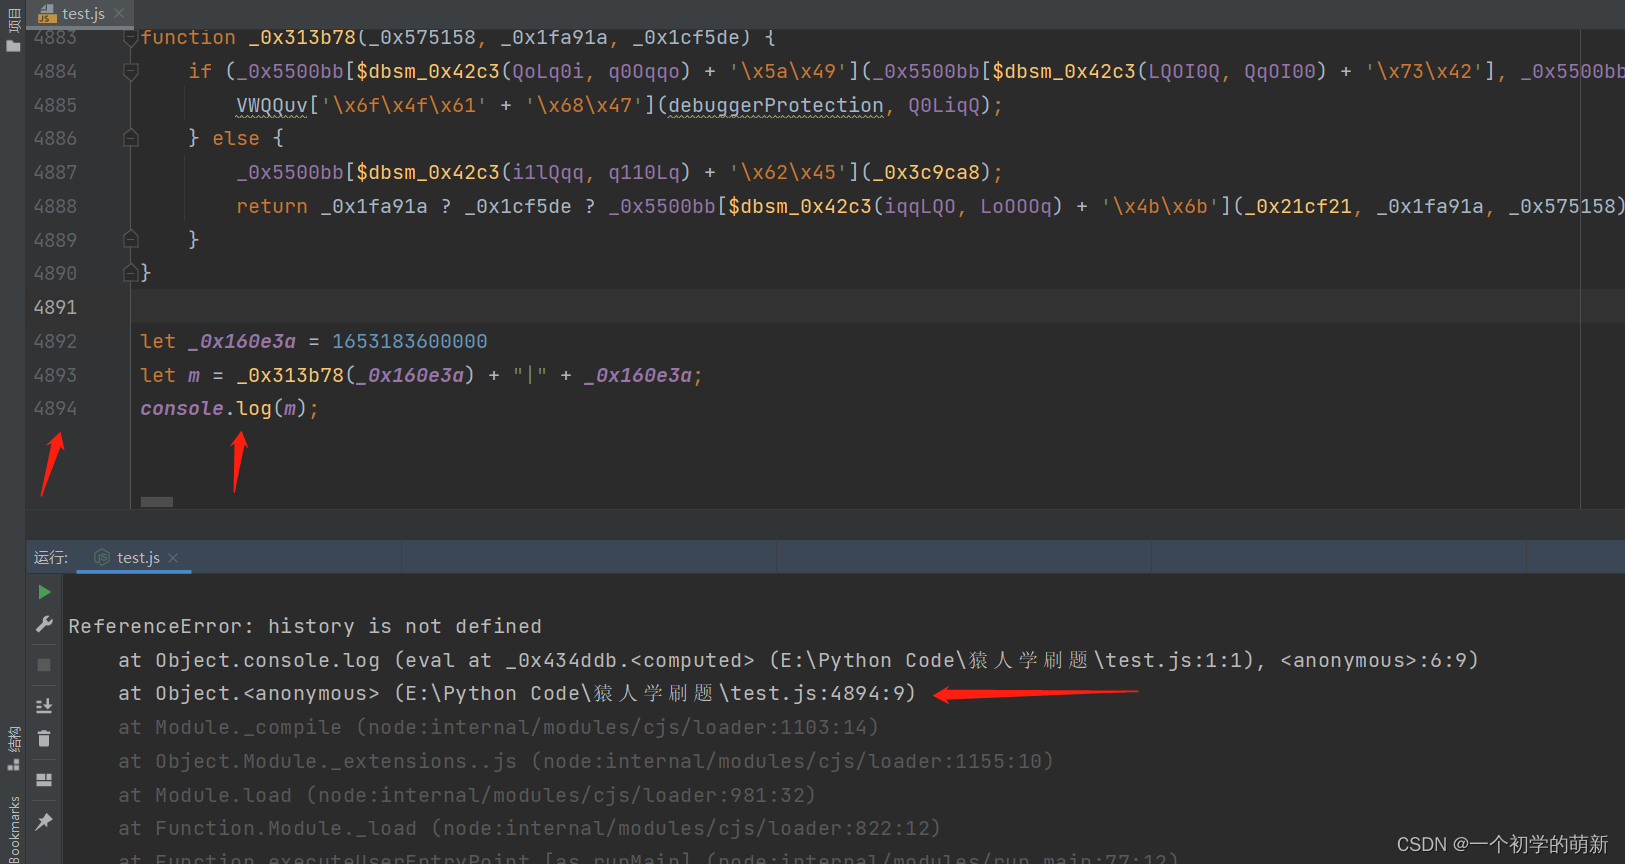 项目
test.js
4883 function _0x313b78(_0x575158, _0x1fa91a, _0x1cf5de) {
4884 if (_0x5500bb[$dbsm_0x42c3(QoLq0i, q0Oqqo) + '\x5a\x49'](_0x5500bb[$dbsm_0x42c3(LQOI0Q, QqOI00) + '\x73\x42'], _0x5500bb
4885 VWQQuv['\x6f\x4f\x61' + '\x68\x47'](debuggerProtection, Q0LiqQ);
4886 } else {
4887 _0x5500bb[$dbsm_0x42c3(i1lQqq, q110Lq) + '\x62\x45'](_0x3c9ca8);
4888 return _0x1fa91a ? _0x1cf5de ? _0x5500bb[$dbsm_0x42c3(iqqLQO, LoOOOq) + '\x4b\x6b'](_0x21cf21, _0x1fa91a, _0x575158)
4889 }
4890 }
4891
4892 let _0x160e3a = 1653183600000
4893 let m = _0x313b78(_0x160e3a) + "|" + _0x160e3a;
4894 console.log(m);
运行: test.js
ReferenceError: history is not defined
at Object.console.log (eval at _0x434ddb.<computed> (E:\Python Code\猿人学刷题\test.js:1:1), <anonymous>:6:9)
at Object.<anonymous> (E:\Python Code\猿人学刷题\test.js:4894:9)
at Module._compile (node:internal/modules/cjs/loader:1103:14)
at Object.Module._extensions..js (node:internal/modules/cjs/loader:1155:10)
at Module.load (node:internal/modules/cjs/loader:981:32)
at Function.Module._load (node:internal/modules/cjs/loader:822:12)
at Function.executeUserEntryPoint [as runMain] (node:internal/modules/run_main:77:12)
结构
Bookmarks
CSDN @一个初学的萌新